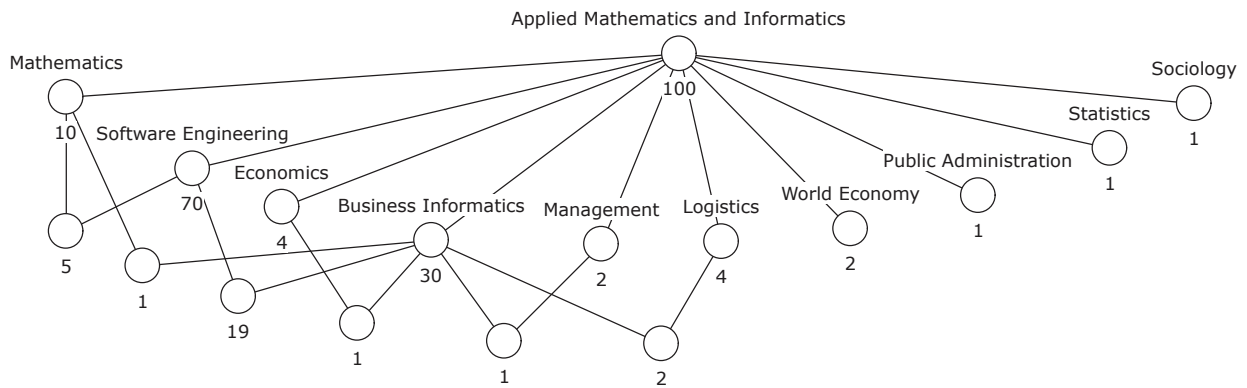 Applied Mathematics and Informatics
100
Mathematics
10
Sociology
1
Statistics
1
Software Engineering
70
Public Administration
1
Economics
4
World Economy
2
Business Informatics
30
Management
2
Logistics
4
5
1
19
1
1
2